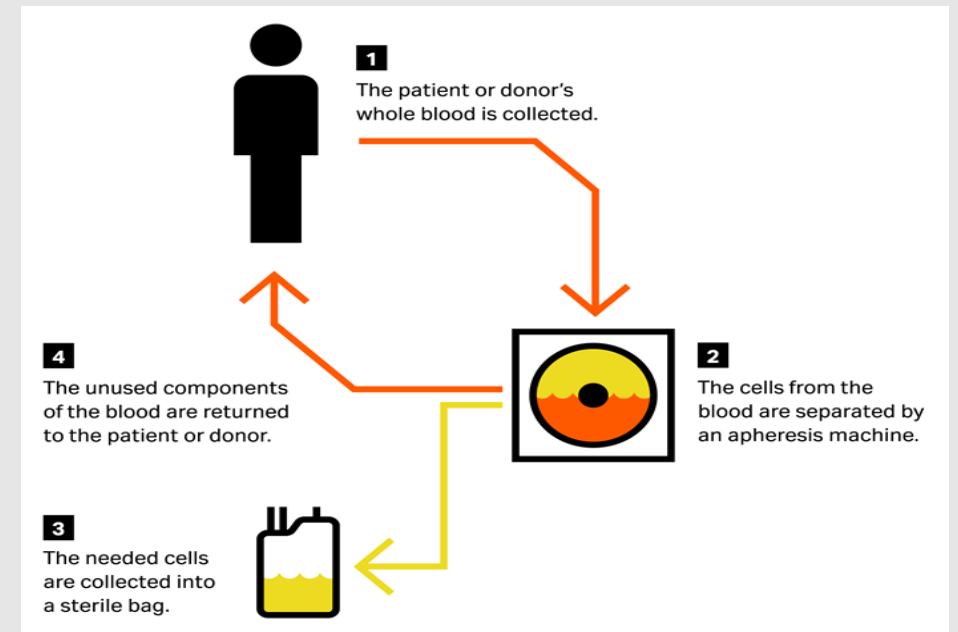 1
The patient or donor's
whole blood is collected.
2
The cells from the
blood are separated by
an apheresis machine.
3
The needed cells
are collected into
a sterile bag.
4
The unused components
of the blood are returned
to the patient or donor.